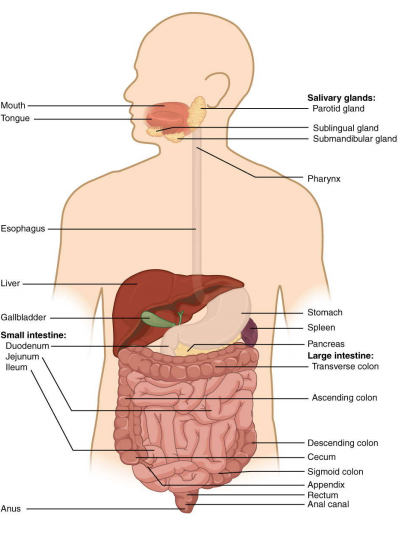 Mouth
Tongue
Esophagus
Liver
Gallbladder
Small intestine:
Duodenum
Jejunum
Ileum
Anus
Salivary glands:
Parotid gland
Sublingual gland
Submandibular gland
Pharynx
Stomach
Spleen
Pancreas
Large intestine:
Transverse colon
Ascending colon
Descending colon
Cecum
Sigmoid colon
Appendix
Rectum
Anal canal